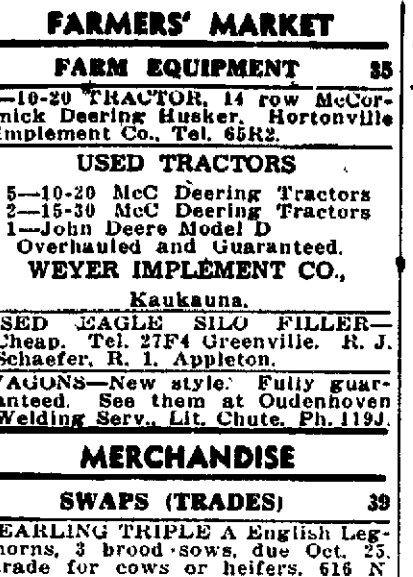 FARMERS' MARKET
FARM EQUIPMENT 35
—10-20 TRACTOR, 14 row McCor-
mick Deering Husker. Hortonville
Implement Co., Tel. 65R2.
USED TRACTORS
5—10-20 McC Deering Tractors
2—15-30 McC Deering Tractors
1—John Deere Model D
Overhauled and Guaranteed.
WEYER IMPLEMENT CO.,
Kaukauna.
SED EAGLE SILO FILLER—
Cheap. Tel. 27F4 Greenville. R. J.
Schaefer, R. 1, Appleton.
WAGONS—New style. Fully guar-
anteed. See them at Oudenhoven
Welding Serv., Lit. Chute, Ph. 119J.
MERCHANDISE
SWAPS (TRADES) 39
EARLING TRIPLE A English Leg-
horns, 3 brood sows, due Oct. 25,
trade for cows or heifers. 616 N